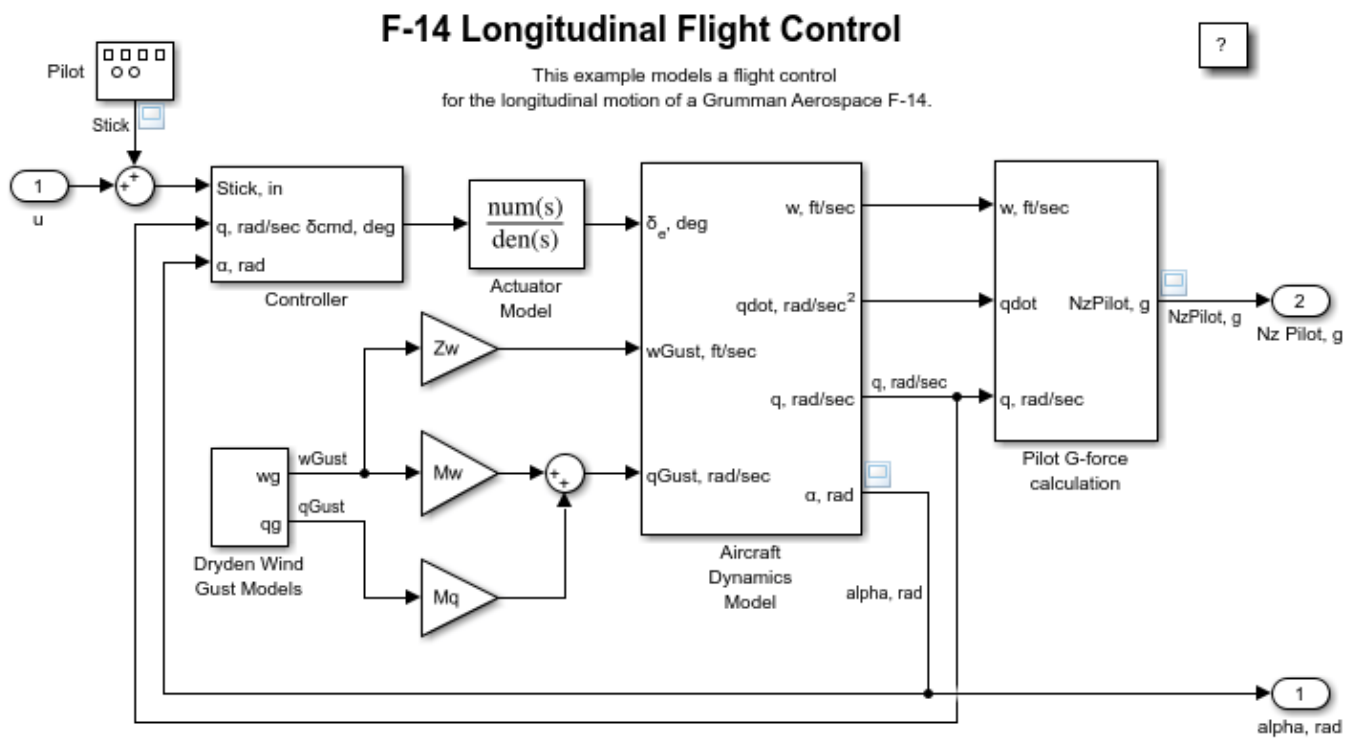 F-14 Longitudinal Flight Control
?
This example models a flight control
for the longitudinal motion of a Grumman Aerospace F-14.
Pilot
Stick
1
u
+
+
Stick, in
q, rad/sec δcmd, deg
α, rad
Controller
num(s)
den(s)
Actuator
Model
Zw
Mw
Mq
wg
qg
wGust
qGust
Dryden Wind
Gust Models
+
+
δe, deg
wGust, ft/sec
qGust, rad/sec
w, ft/sec
qdot, rad/sec²
q, rad/sec
α, rad
Aircraft
Dynamics
Model
q, rad/sec
alpha, rad
w, ft/sec
qdot
q, rad/sec
NzPilot, g
Pilot G-force
calculation
NzPilot, g
2
Nz Pilot, g
1
alpha, rad